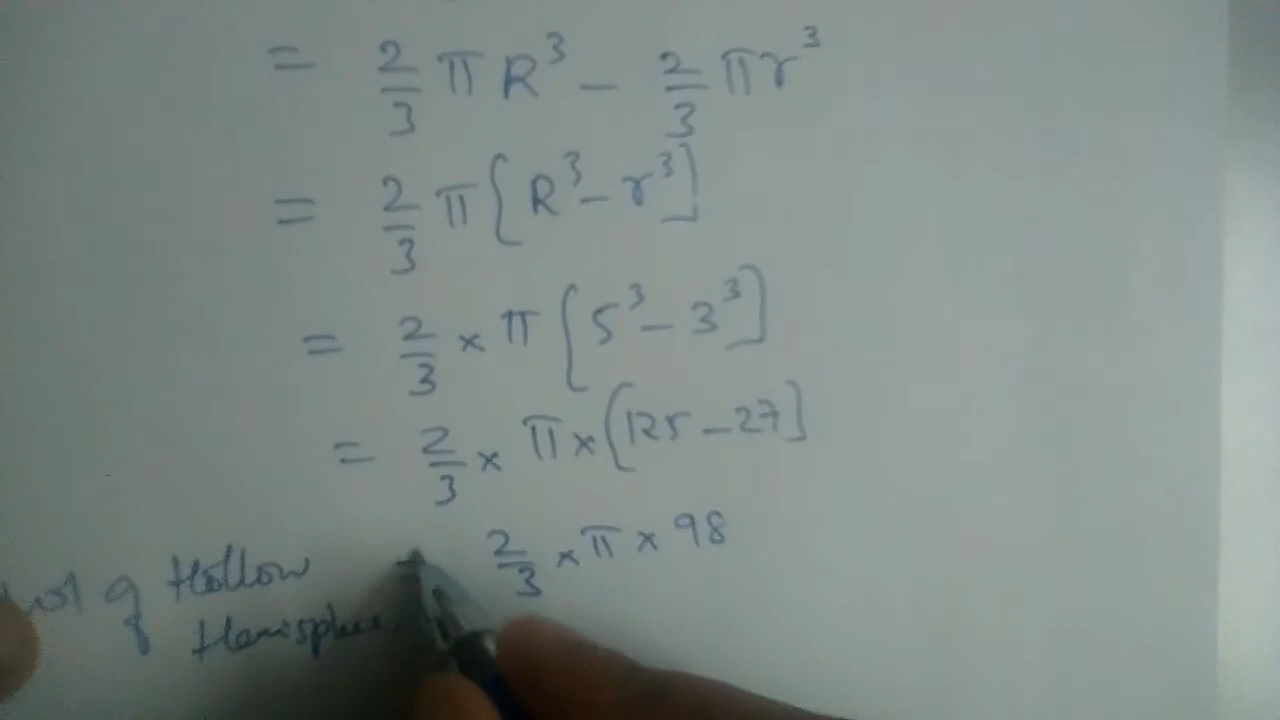 = 2/3 π R³ − 2/3 π r³
= 2/3 π [R³ − r³]
= 2/3 × π [5³ − 3³]
= 2/3 × π × [125 − 27]
of Hollow = 2/3 × π × 98
Hemisphere